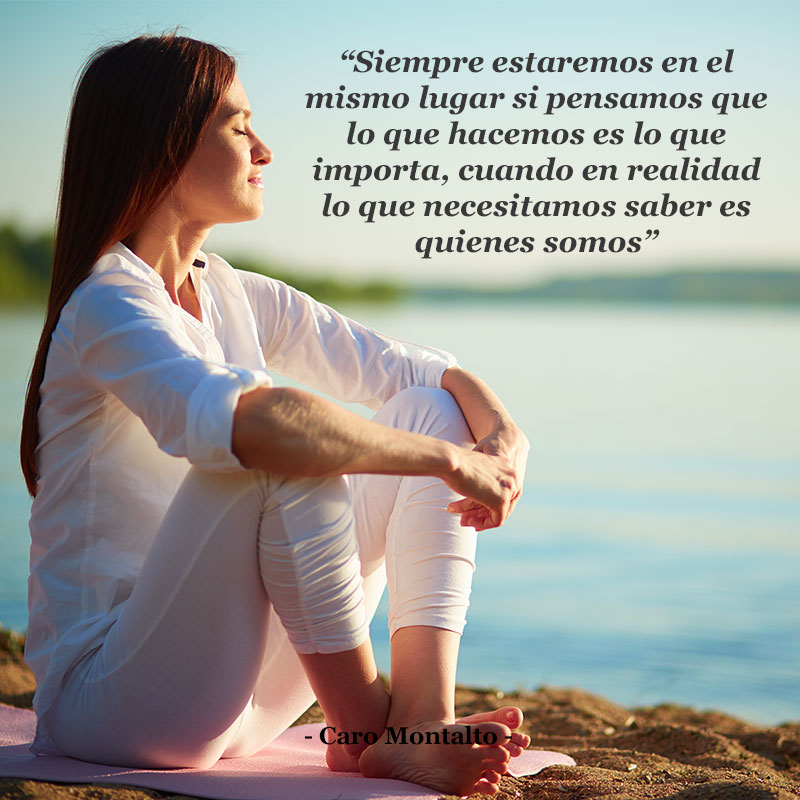 “Siempre estaremos en el
mismo lugar si pensamos que
lo que hacemos es lo que
importa, cuando en realidad
lo que necesitamos saber es
quienes somos”
- Caro Montalto -